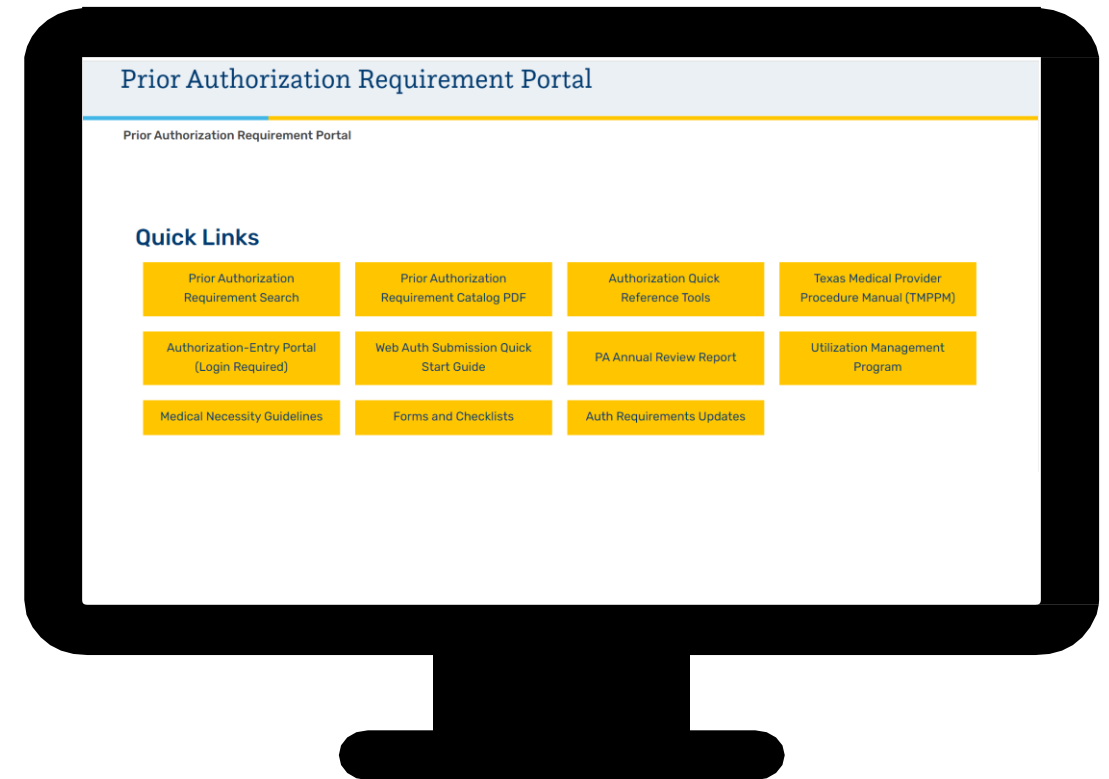 Prior Authorization Requirement Portal
Prior Authorization Requirement Portal
Quick Links
Prior Authorization
Requirement Search
Prior Authorization
Requirement Catalog PDF
Authorization Quick
Reference Tools
Texas Medical Provider
Procedure Manual (TMPPM)
Authorization-Entry Portal
(Login Required)
Web Auth Submission Quick
Start Guide
PA Annual Review Report
Utilization Management
Program
Medical Necessity Guidelines
Forms and Checklists
Auth Requirements Updates